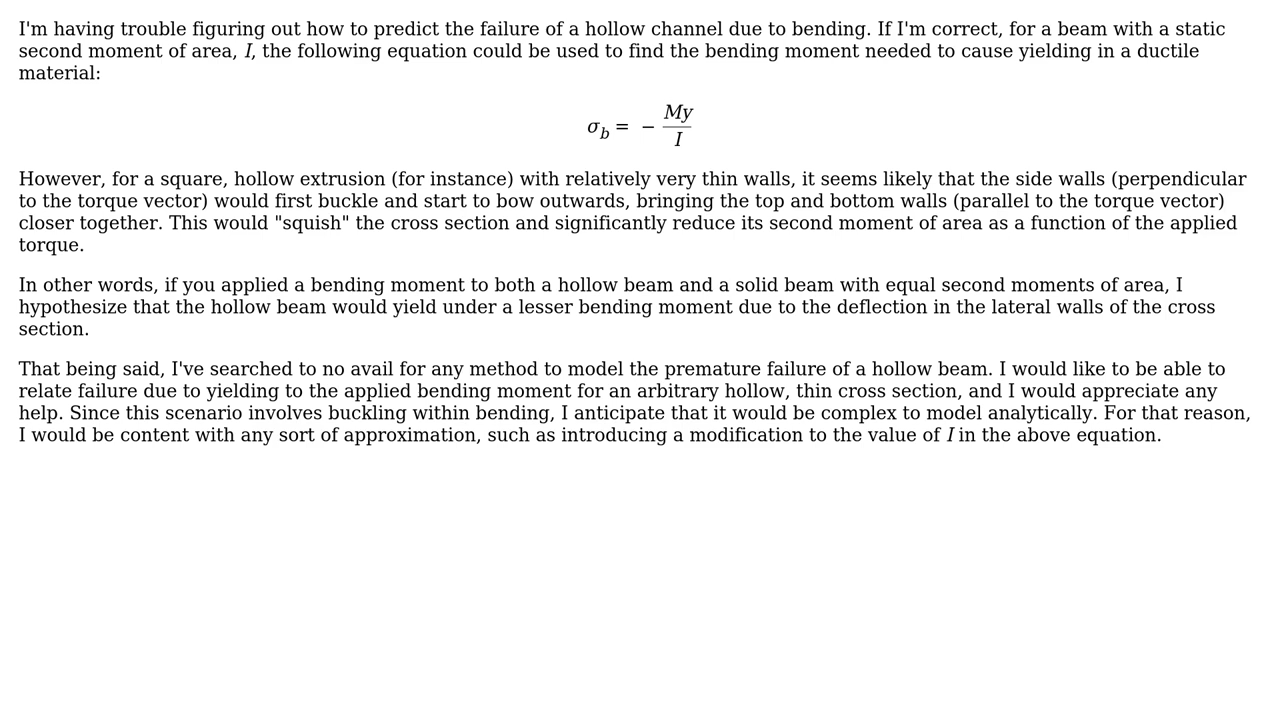 I'm having trouble figuring out how to predict the failure of a hollow channel due to bending. If I'm correct, for a beam with a static
second moment of area, I, the following equation could be used to find the bending moment needed to cause yielding in a ductile
material:
σ_b = − My/I
However, for a square, hollow extrusion (for instance) with relatively very thin walls, it seems likely that the side walls (perpendicular
to the torque vector) would first buckle and start to bow outwards, bringing the top and bottom walls (parallel to the torque vector)
closer together. This would "squish" the cross section and significantly reduce its second moment of area as a function of the applied
torque.
In other words, if you applied a bending moment to both a hollow beam and a solid beam with equal second moments of area, I
hypothesize that the hollow beam would yield under a lesser bending moment due to the deflection in the lateral walls of the cross
section.
That being said, I've searched to no avail for any method to model the premature failure of a hollow beam. I would like to be able to
relate failure due to yielding to the applied bending moment for an arbitrary hollow, thin cross section, and I would appreciate any
help. Since this scenario involves buckling within bending, I anticipate that it would be complex to model analytically. For that reason,
I would be content with any sort of approximation, such as introducing a modification to the value of I in the above equation.